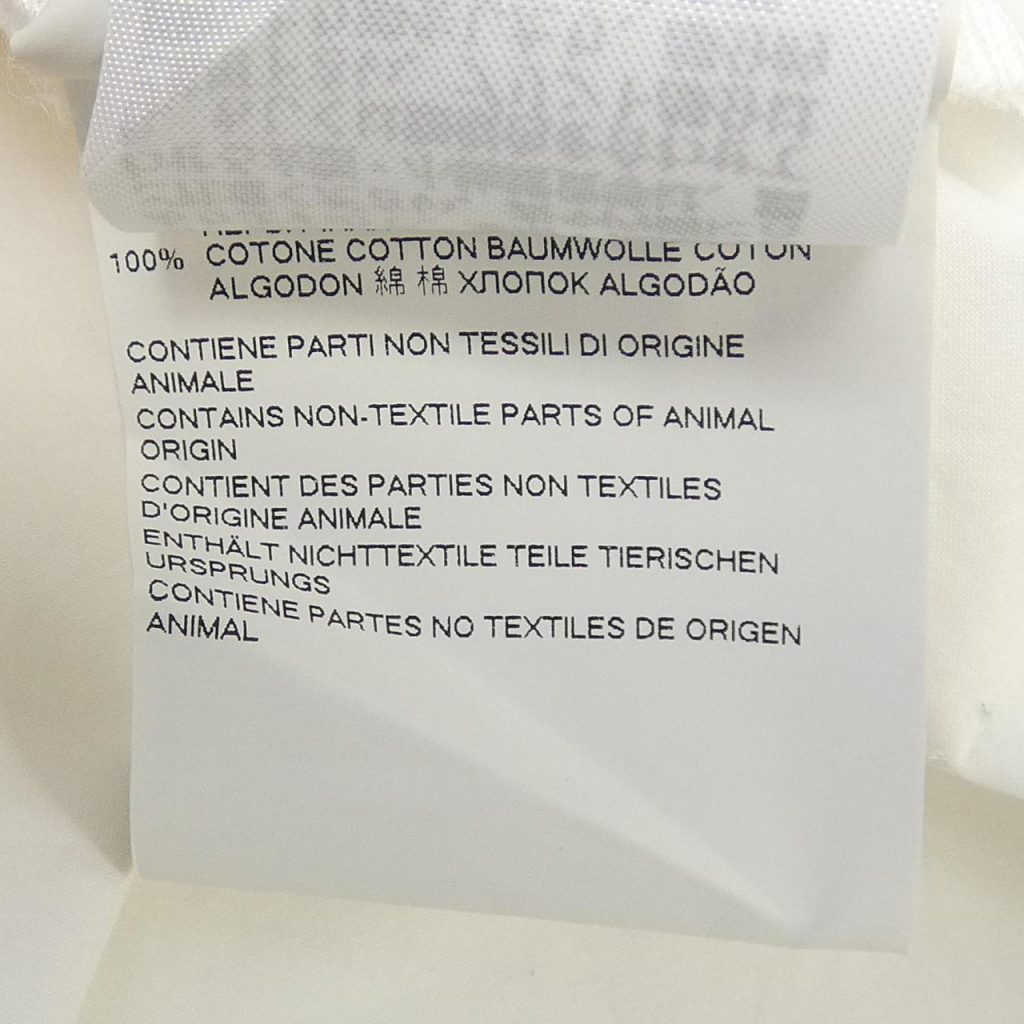 100% COTONE COTTON BAUMWOLLE COTON
ALGODON 綿 棉 ХЛОПОК ALGODÃO
CONTIENE PARTI NON TESSILI DI ORIGINE
ANIMALE
CONTAINS NON-TEXTILE PARTS OF ANIMAL
ORIGIN
CONTIENT DES PARTIES NON TEXTILES
D'ORIGINE ANIMALE
ENTHÄLT NICHTTEXTILE TEILE TIERISCHEN
URSPRUNGS
CONTIENE PARTES NO TEXTILES DE ORIGEN
ANIMAL